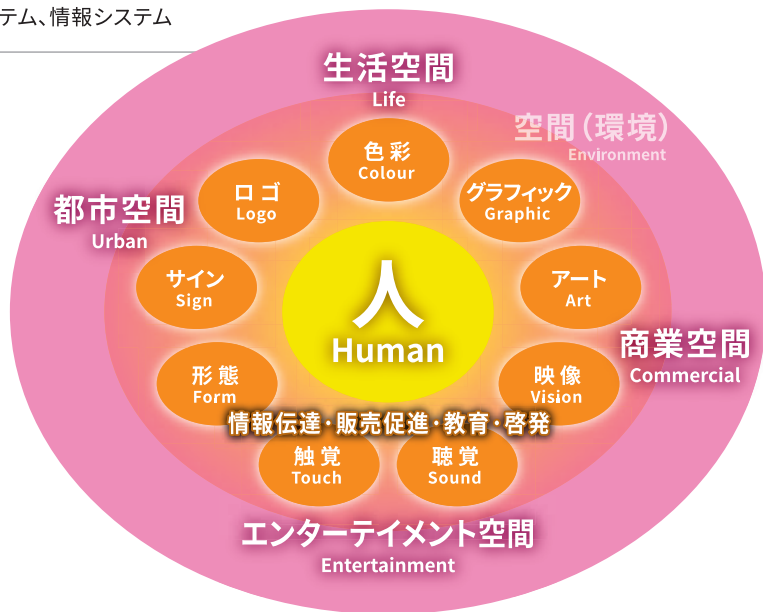 テム、情報システム
生活空間
Life
空間（環境）
Environment
色彩
Colour
ロゴ
Logo
グラフィック
Graphic
都市空間
Urban
サイン
Sign
アート
Art
人
Human
商業空間
Commercial
形態
Form
映像
Vision
情報伝達・販売促進・教育・啓発
触覚
Touch
聴覚
Sound
エンターテイメント空間
Entertainment